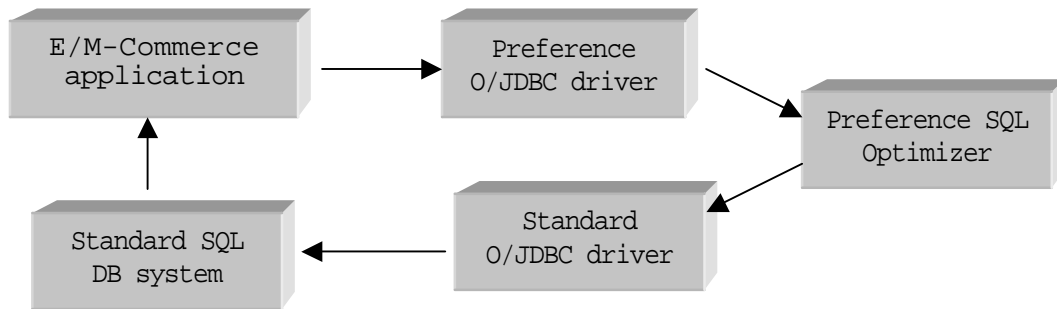 E/M-Commerce
application
Preference
O/JDBC driver
Preference SQL
Optimizer
Standard
O/JDBC driver
Standard SQL
DB system